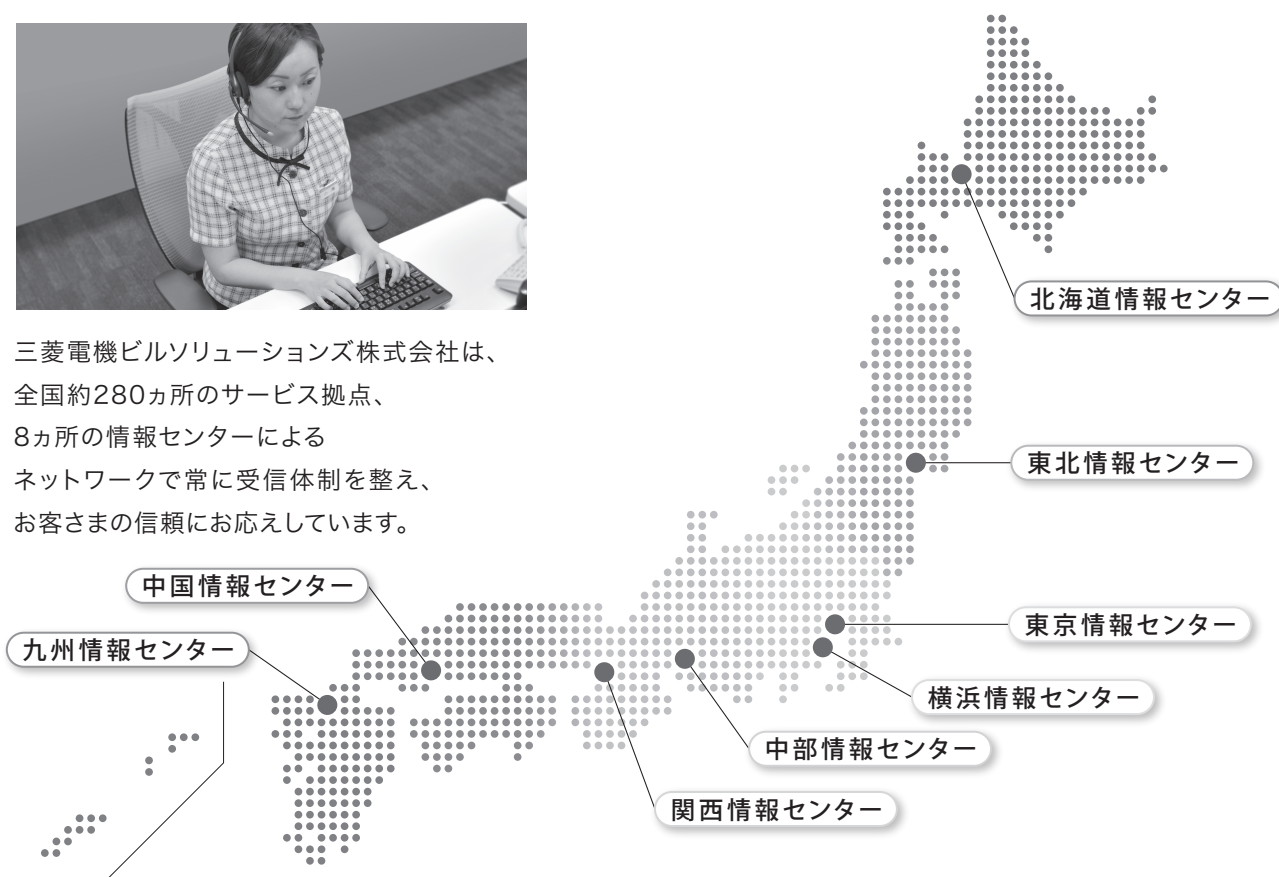 三菱電機ビルソリューションズ株式会社は、
全国約280ヵ所のサービス拠点、
8ヵ所の情報センターによる
ネットワークで常に受信体制を整え、
お客さまの信頼にお応えしています。
北海道情報センター
東北情報センター
東京情報センター
横浜情報センター
中部情報センター
関西情報センター
中国情報センター
九州情報センター